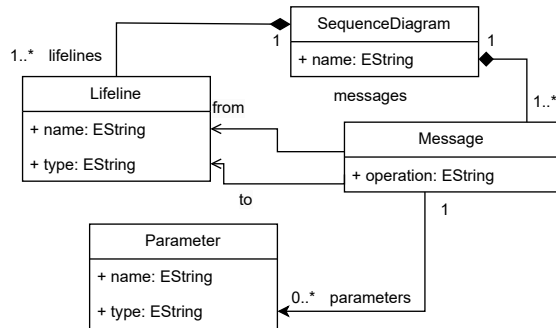 SequenceDiagram
1
1
+ name: EString
1..* lifelines
Lifeline
+ name: EString
+ type: EString
messages
1..*
from
Message
+ operation: EString
to
1
Parameter
+ name: EString
+ type: EString
0..* parameters